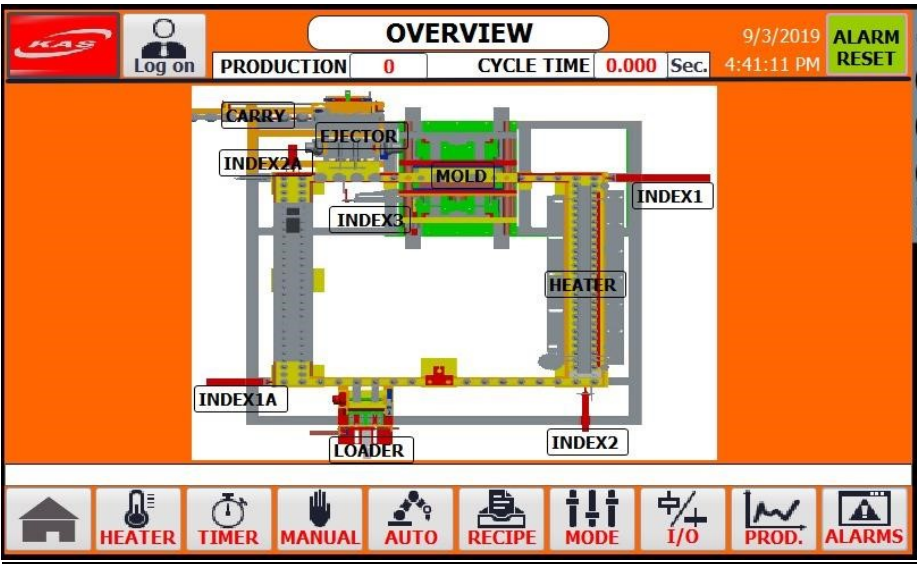 KAS
Log on
OVERVIEW
PRODUCTION 0 CYCLE TIME 0.000 Sec.
9/3/2019
4:41:11 PM
ALARM
RESET
CARRY
EJECTOR
INDEX2A
MOLD
INDEX1
INDEX3
HEATER
INDEX1A
LOADER
INDEX2
HEATER TIMER MANUAL AUTO RECIPE MODE I/O PROD. ALARMS